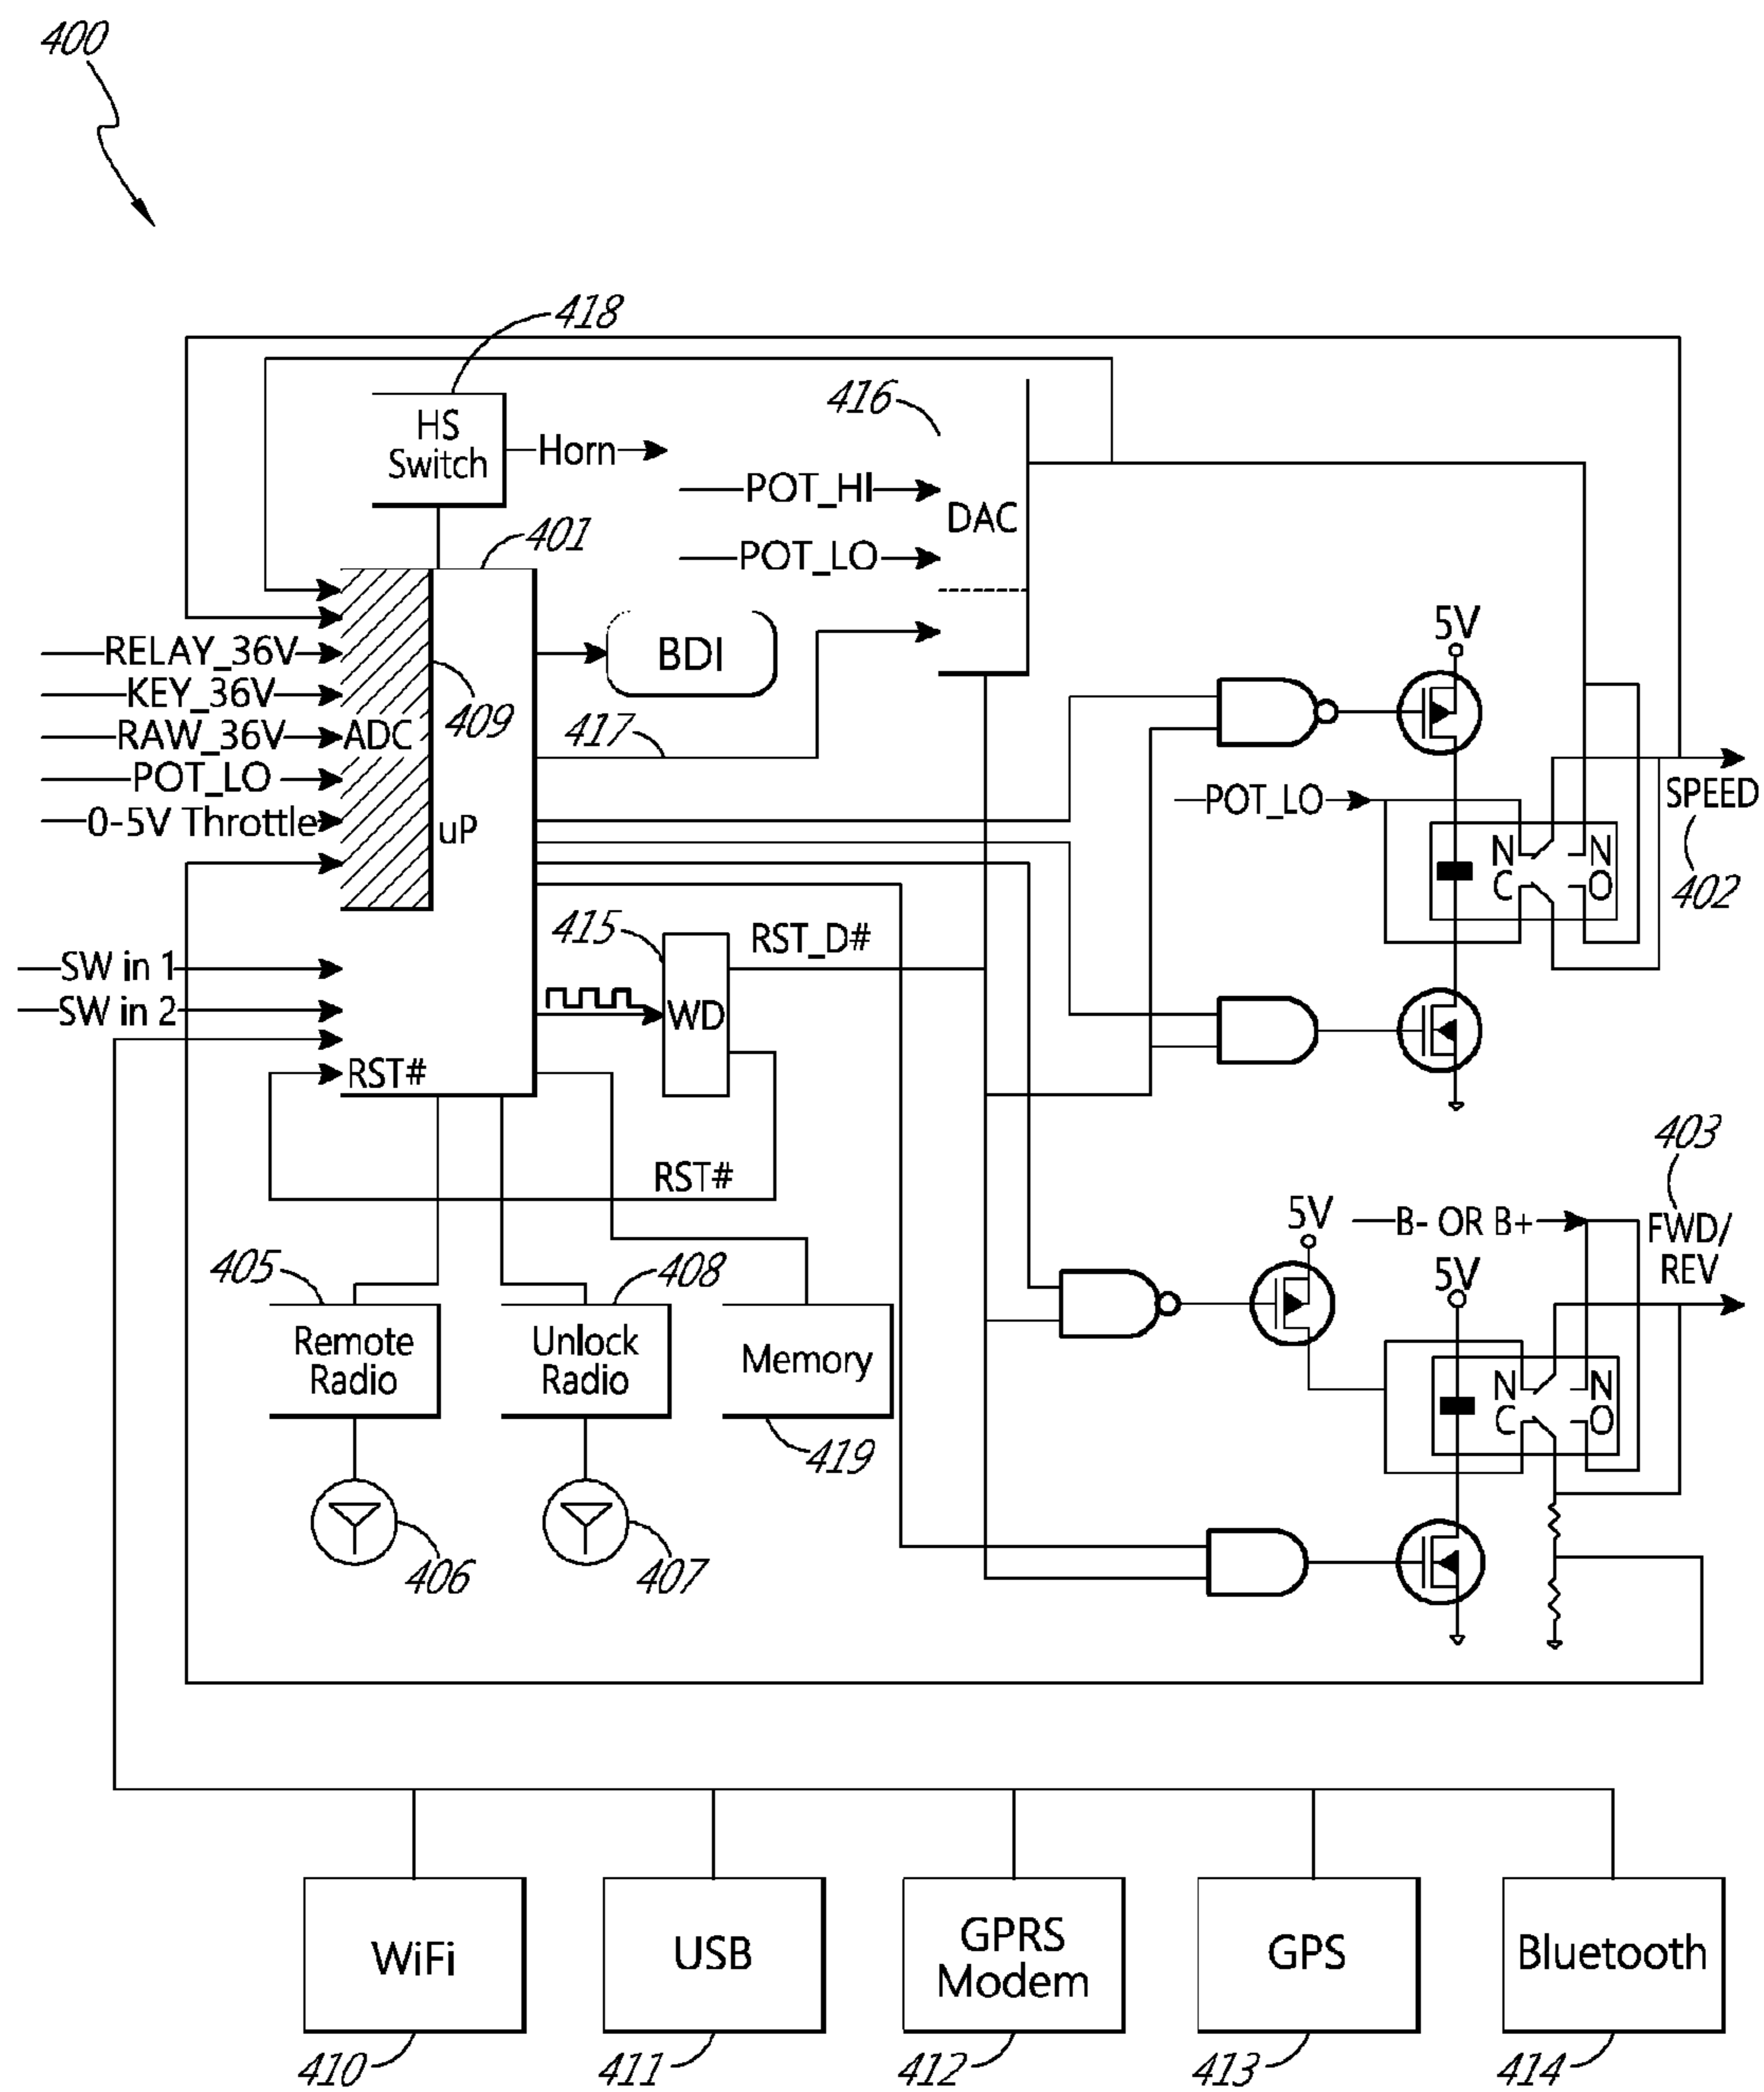 400
418
HS
Switch
Horn
416
POT_HI
DAC
POT_LO
401
5V
RELAY_36V
BDI
KEY_36V
409
RAW_36V
ADC
417
POT_LO
POT_LO
SPEED
0-5V Throttle
uP
N
N
C
O
402
415
RST_D#
SW in 1
SW in 2
WD
RST#
403
RST#
5V
B- OR B+
FWD/
REV
5V
405
408
Remote
Radio
Unlock
Radio
Memory
N
N
C
O
419
406
407
WiFi
USB
GPRS
Modem
GPS
Bluetooth
410
411
412
413
414